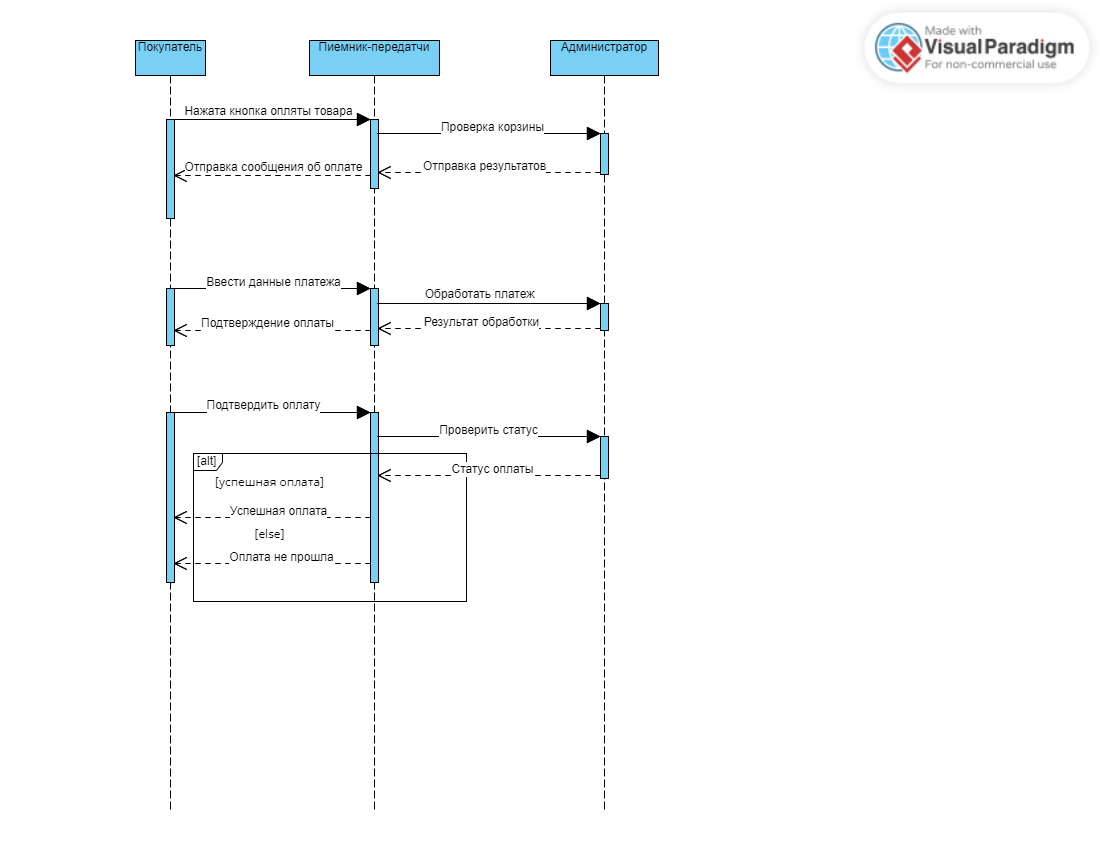 Made with
Visual Paradigm
For non-commercial use
Покупатель
Пиемник-передатчи
Администратор
Нажата кнопка опляты товара
Проверка корзины
Отправка результатов
Отправка сообщения об оплате
Ввести данные платежа
Обработать платеж
Результат обработки
Подтверждение оплаты
Подтвердить оплату
Проверить статус
[alt]
Статус оплаты
[успешная оплата]
Успешная оплата
[else]
Оплата не прошла